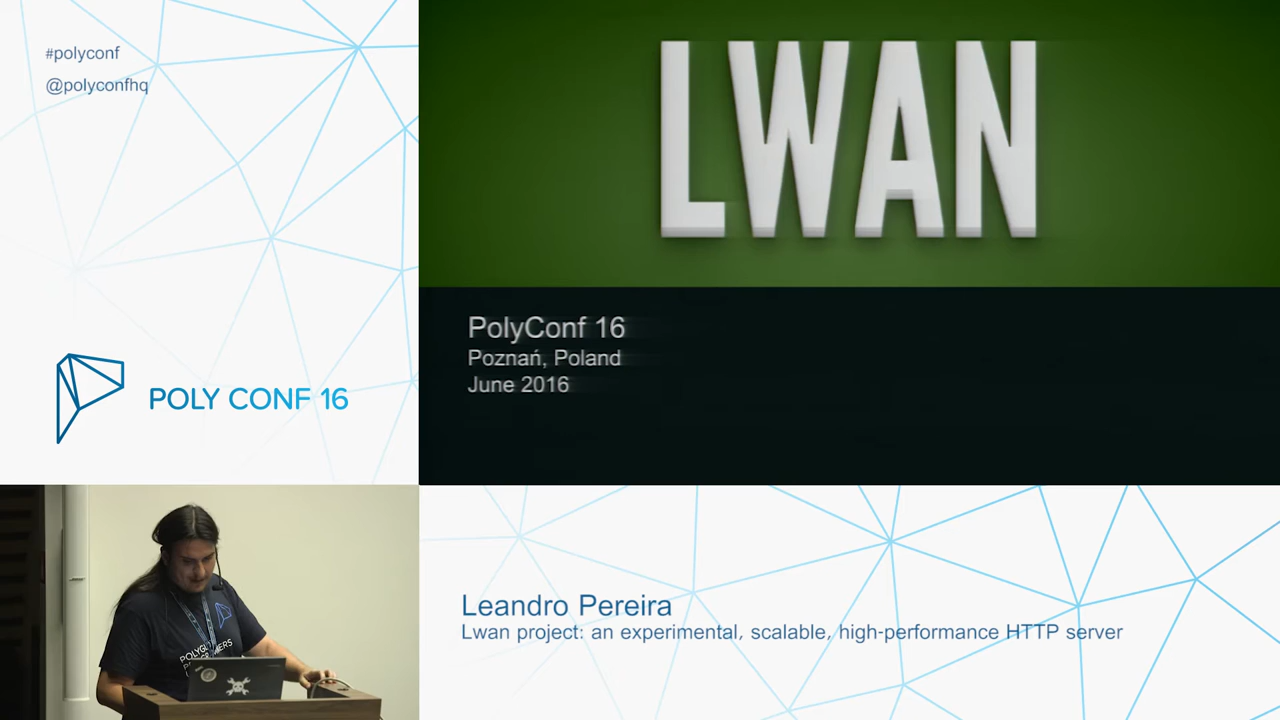 #polyconf
@polyconfhq
LWAN
PolyConf 16
Poznań, Poland
June 2016
POLY CONF 16
Leandro Pereira
Lwan project: an experimental, scalable, high-performance HTTP server